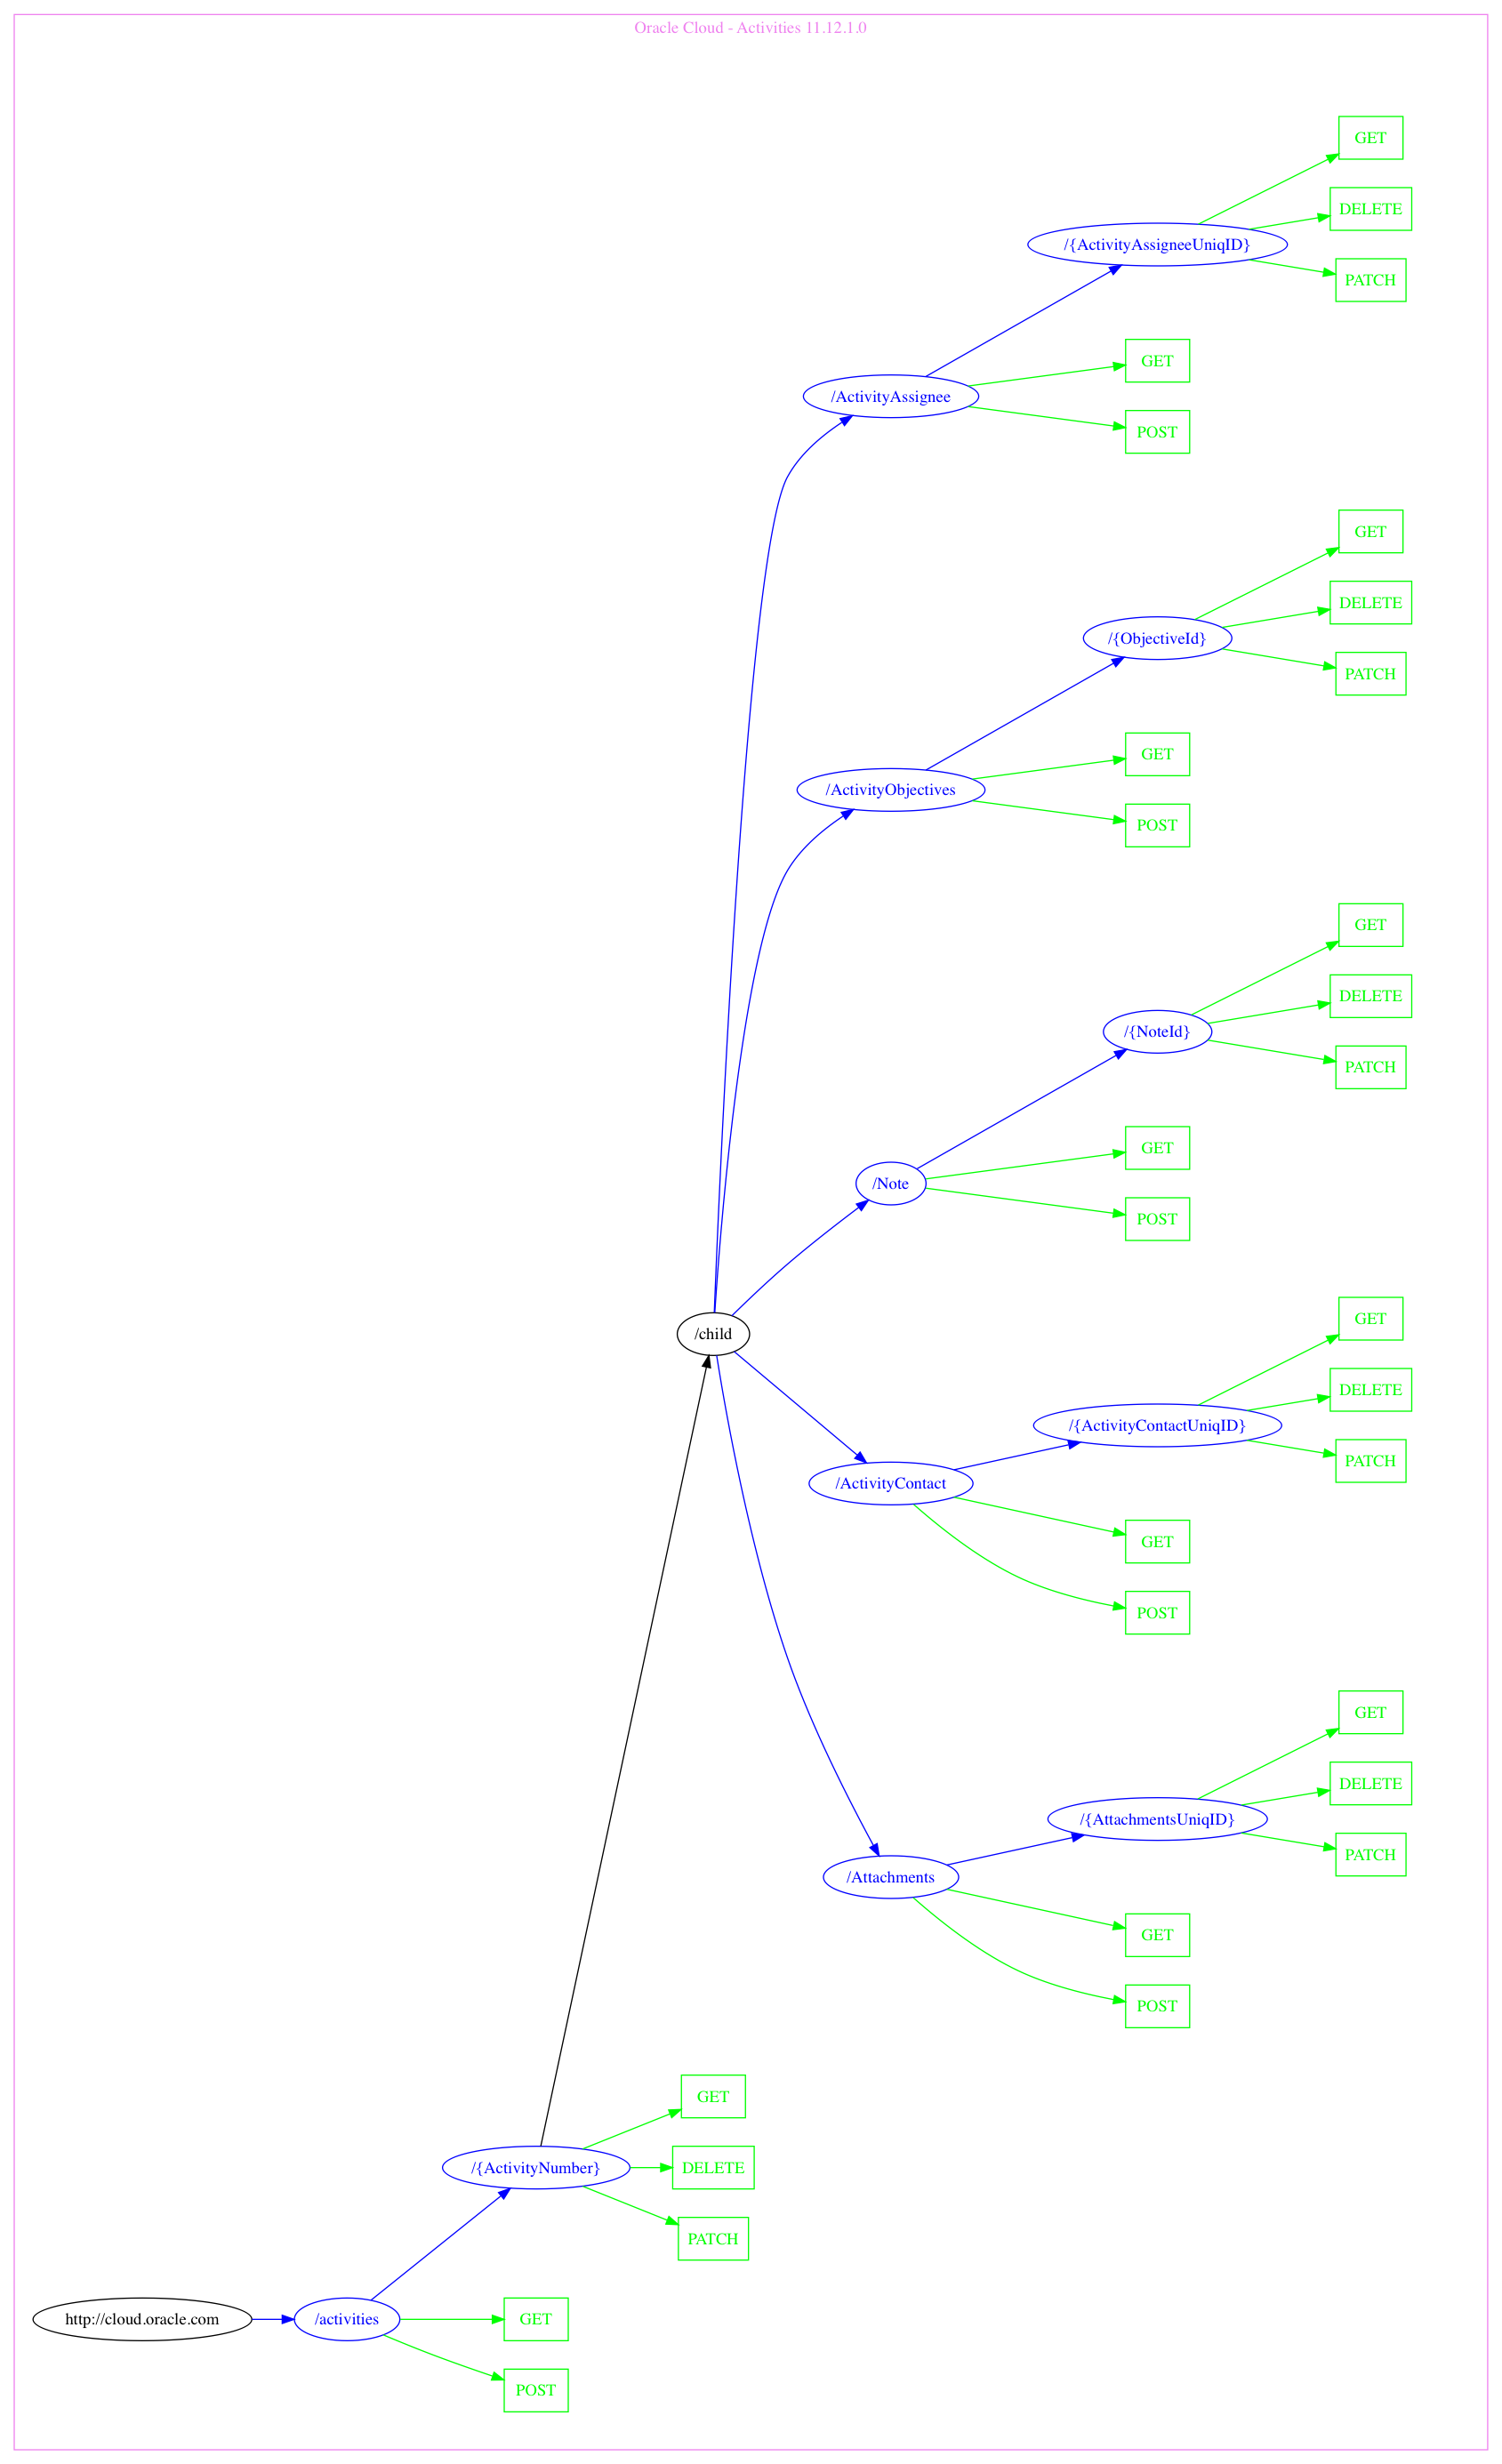 Oracle Cloud - Activities 11.12.1.0
GET
DELETE
/{ActivityAssigneeUniqID}
PATCH
GET
/ActivityAssignee
POST
GET
DELETE
/{ObjectiveId}
PATCH
GET
/ActivityObjectives
POST
GET
DELETE
/{NoteId}
PATCH
GET
/Note
POST
GET
/child
DELETE
/{ActivityContactUniqID}
PATCH
/ActivityContact
GET
POST
GET
DELETE
/{AttachmentsUniqID}
PATCH
/Attachments
GET
POST
GET
/{ActivityNumber}
DELETE
PATCH
http://cloud.oracle.com
/activities
GET
POST